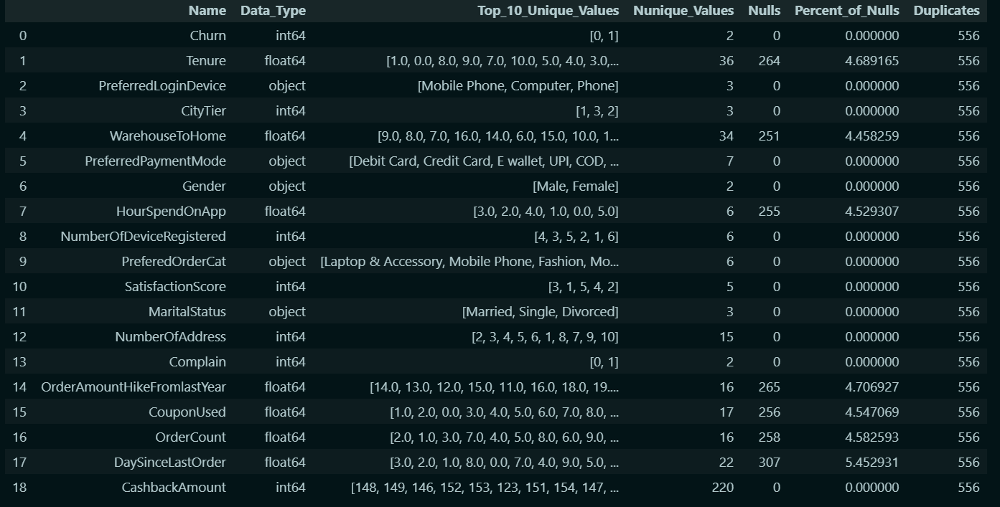 Name Data_Type Top_10_Unique_Values Nunique_Values Nulls Percent_of_Nulls Duplicates
0 Churn int64 [0, 1] 2 0 0.000000 556
1 Tenure float64 [1.0, 0.0, 8.0, 9.0, 7.0, 10.0, 5.0, 4.0, 3.0,... 36 264 4.689165 556
2 PreferredLoginDevice object [Mobile Phone, Computer, Phone] 3 0 0.000000 556
3 CityTier int64 [1, 3, 2] 3 0 0.000000 556
4 WarehouseToHome float64 [9.0, 8.0, 7.0, 16.0, 14.0, 6.0, 15.0, 10.0, 1... 34 251 4.458259 556
5 PreferredPaymentMode object [Debit Card, Credit Card, E wallet, UPI, COD, ... 7 0 0.000000 556
6 Gender object [Male, Female] 2 0 0.000000 556
7 HourSpendOnApp float64 [3.0, 2.0, 4.0, 1.0, 0.0, 5.0] 6 255 4.529307 556
8 NumberOfDeviceRegistered int64 [4, 3, 5, 2, 1, 6] 6 0 0.000000 556
9 PreferedOrderCat object [Laptop & Accessory, Mobile Phone, Fashion, Mo... 6 0 0.000000 556
10 SatisfactionScore int64 [3, 1, 5, 4, 2] 5 0 0.000000 556
11 MaritalStatus object [Married, Single, Divorced] 3 0 0.000000 556
12 NumberOfAddress int64 [2, 3, 4, 5, 6, 1, 8, 7, 9, 10] 15 0 0.000000 556
13 Complain int64 [0, 1] 2 0 0.000000 556
14 OrderAmountHikeFromlastYear float64 [14.0, 13.0, 12.0, 15.0, 11.0, 16.0, 18.0, 19.... 16 265 4.706927 556
15 CouponUsed float64 [1.0, 2.0, 0.0, 3.0, 4.0, 5.0, 6.0, 7.0, 8.0, ... 17 256 4.547069 556
16 OrderCount float64 [2.0, 1.0, 3.0, 7.0, 4.0, 5.0, 8.0, 6.0, 9.0, ... 16 258 4.582593 556
17 DaySinceLastOrder float64 [3.0, 2.0, 1.0, 8.0, 0.0, 7.0, 4.0, 9.0, 5.0, ... 22 307 5.452931 556
18 CashbackAmount int64 [148, 149, 146, 152, 153, 123, 151, 154, 147, ... 220 0 0.000000 556